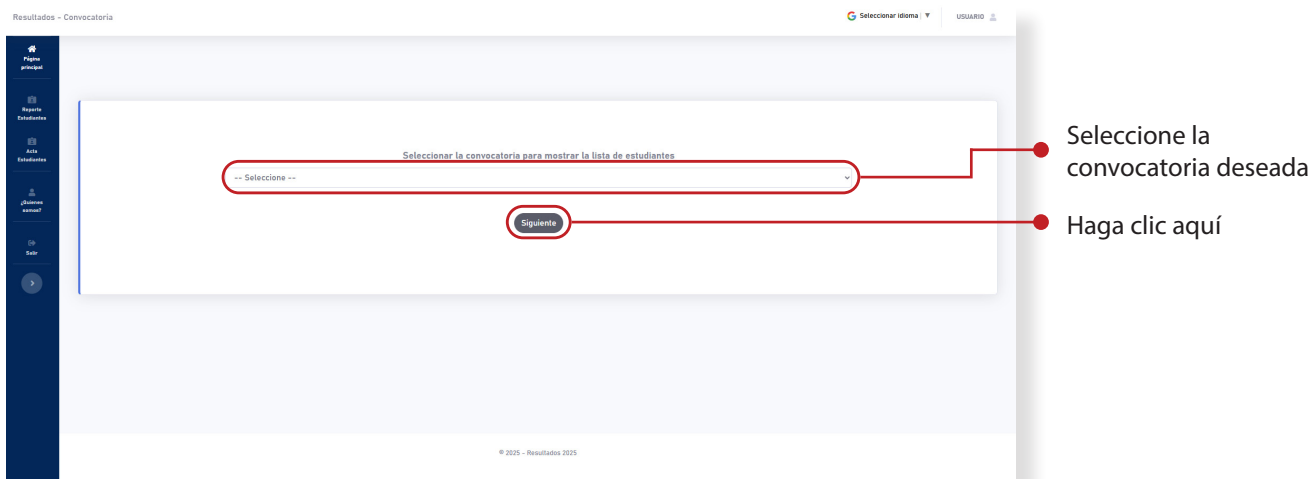 Resultados - Convocatoria
Seleccionar idioma | ▼
USUARIO
Página
principal
Reporte
Estudiantes
Acta
Estudiantes
¿Quienes
somos?
Salir
Seleccionar la convocatoria para mostrar la lista de estudiantes
-- Seleccione --
Siguiente
Seleccione la
convocatoria deseada
Haga clic aquí
© 2025 - Resultados 2025